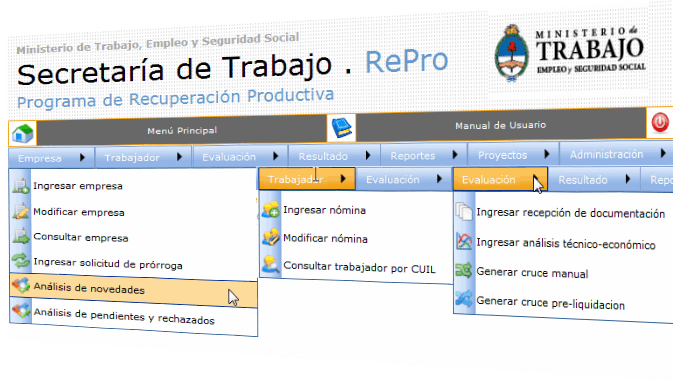 Ministerio de Trabajo, Empleo y Seguridad Social
Secretaría de Trabajo . RePro
Programa de Recuperación Productiva
MINISTERIO de
TRABAJO
EMPLEO y SEGURIDAD SOCIAL
Menú Principal
Manual de Usuario
Empresa
Trabajador
Evaluación
Resultado
Reportes
Proyectos
Administración
Ingresar empresa
Modificar empresa
Consultar empresa
Ingresar solicitud de prórroga
Análisis de novedades
Análisis de pendientes y rechazados
Trabajador
Evaluación
Ingresar nómina
Modificar nómina
Consultar trabajador por CUIL
Evaluación
Resultado
Repo
Ingresar recepción de documentación
Ingresar análisis técnico-económico
Generar cruce manual
Generar cruce pre-liquidacion